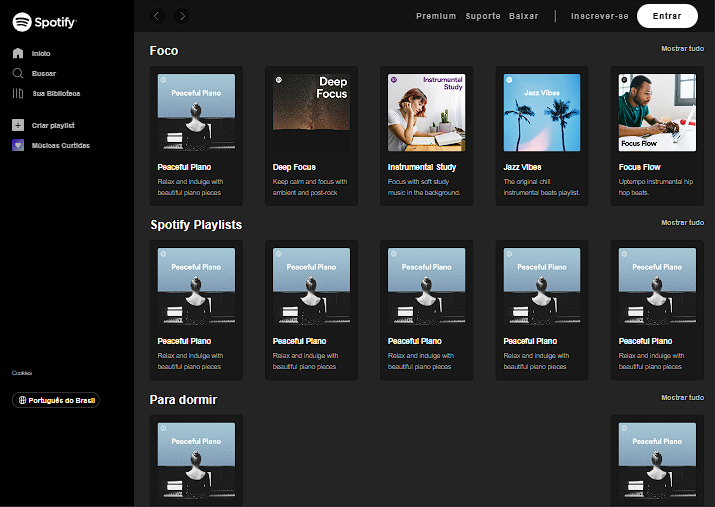 Spotify
Premium Suporte Baixar Inscrever-se Entrar
Início
Buscar
Sua Biblioteca
Criar playlist
Músicas Curtidas
Cookies
Português do Brasil
Foco
Mostrar tudo
Peaceful Piano
Deep
Focus
Instrumental
Study
Jazz Vibes
Focus Flow
Peaceful Piano
Relax and indulge with
beautiful piano pieces
Deep Focus
Keep calm and focus with
ambient and post-rock
Instrumental Study
Focus with soft study
music in the background.
Jazz Vibes
The original chill
instrumental beats playlist.
Focus Flow
Uptempo instrumental hip
hop beats.
Spotify Playlists
Mostrar tudo
Peaceful Piano
Peaceful Piano
Peaceful Piano
Peaceful Piano
Peaceful Piano
Peaceful Piano
Relax and indulge with
beautiful piano pieces
Peaceful Piano
Relax and indulge with
beautiful piano pieces
Peaceful Piano
Relax and indulge with
beautiful piano pieces
Peaceful Piano
Relax and indulge with
beautiful piano pieces
Peaceful Piano
Relax and indulge with
beautiful piano pieces
Para dormir
Mostrar tudo
Peaceful Piano
Peaceful Piano